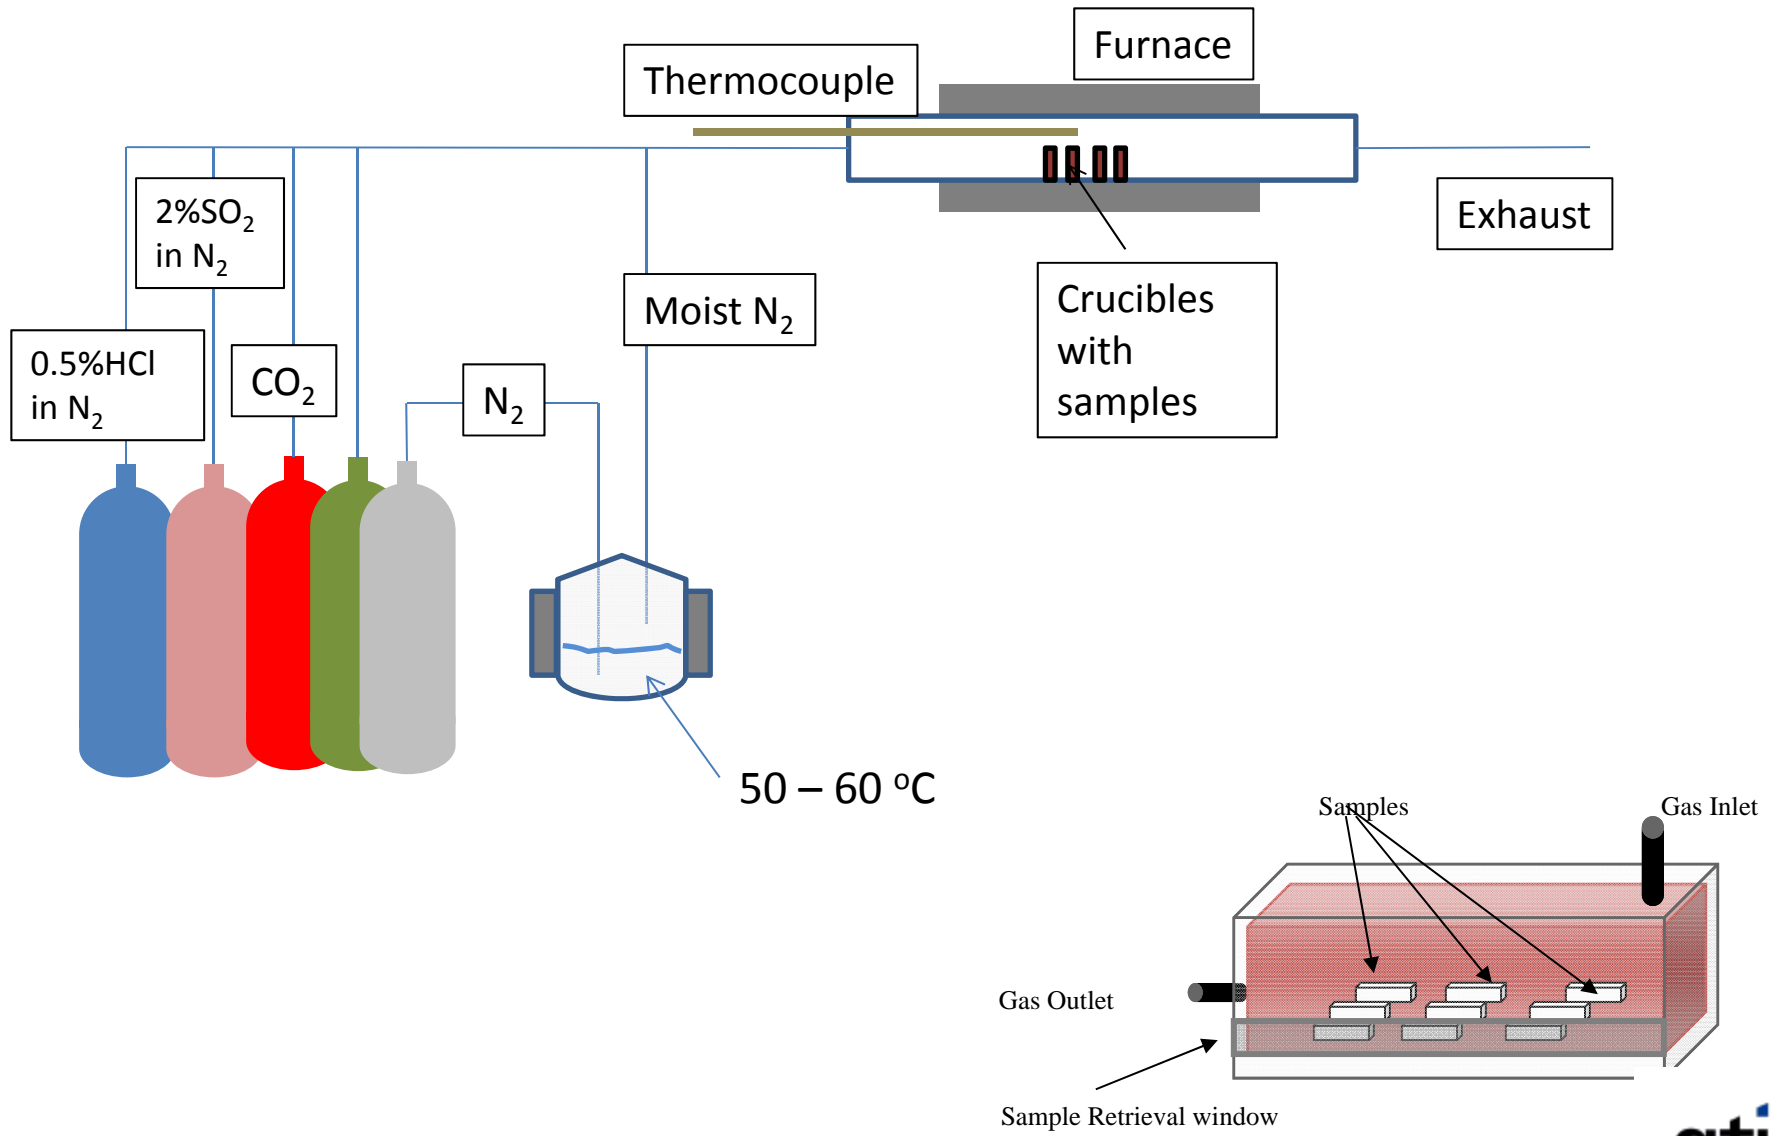 Furnace
Thermocouple
2%SO₂
in N₂
Exhaust
Moist N₂
Crucibles
with
samples
0.5%HCl
in N₂
CO₂
N₂
50 – 60 ºC
Samples
Gas Inlet
Gas Outlet
Sample Retrieval window